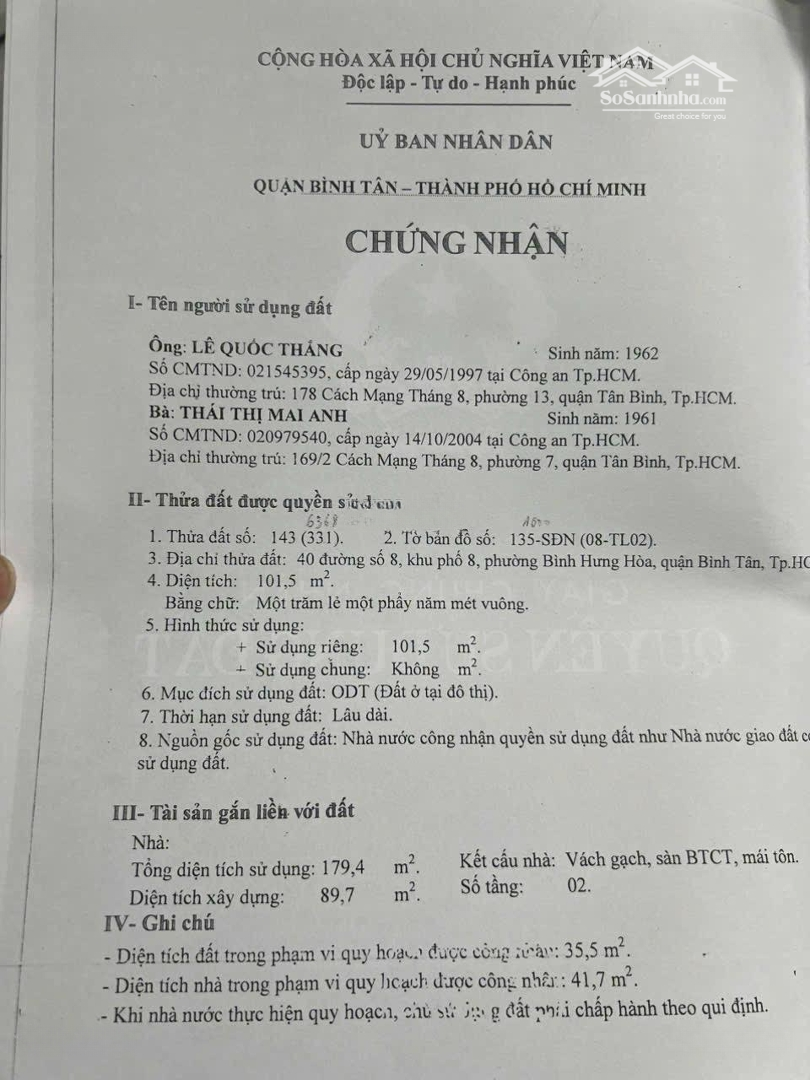 CỘNG HÒA XÃ HỘI CHỦ NGHĨA VIỆT NAM
Độc lập - Tự do - Hạnh phúc
SoSanhnha.com
Great choice for you
UỶ BAN NHÂN DÂN
QUẬN BÌNH TÂN – THÀNH PHỐ HỒ CHÍ MINH
CHỨNG NHẬN
I- Tên người sử dụng đất
Ông: LÊ QUỐC THẮNG Sinh năm: 1962
Số CMTND: 021545395, cấp ngày 29/05/1997 tại Công an Tp.HCM.
Địa chỉ thường trú: 178 Cách Mạng Tháng 8, phường 13, quận Tân Bình, Tp.HCM.
Bà: THÁI THỊ MAI ANH Sinh năm: 1961
Số CMTND: 020979540, cấp ngày 14/10/2004 tại Công an Tp.HCM.
Địa chỉ thường trú: 169/2 Cách Mạng Tháng 8, phường 7, quận Tân Bình, Tp.HCM.
II- Thửa đất được quyền sử dụng
6368
1. Thửa đất số: 143 (331). 2. Tờ bản đồ số: 135-SĐN (08-TL02).
3. Địa chỉ thửa đất: 40 đường số 8, khu phố 8, phường Bình Hưng Hòa, quận Bình Tân, Tp.HC
4. Diện tích: 101,5 m².
Bằng chữ: Một trăm lẻ một phẩy năm mét vuông.
5. Hình thức sử dụng:
+ Sử dụng riêng: 101,5 m².
+ Sử dụng chung: Không m².
6. Mục đích sử dụng đất: ODT (Đất ở tại đô thị).
7. Thời hạn sử dụng đất: Lâu dài.
8. Nguồn gốc sử dụng đất: Nhà nước công nhận quyền sử dụng đất như Nhà nước giao đất c
sử dụng đất.
III- Tài sản gắn liền với đất
Nhà:
Tổng diện tích sử dụng: 179,4 m². Kết cấu nhà: Vách gạch, sàn BTCT, mái tôn.
Diện tích xây dựng: 89,7 m². Số tầng: 02.
IV- Ghi chú
- Diện tích đất trong phạm vi quy hoạch được công nhận: 35,5 m².
- Diện tích nhà trong phạm vi quy hoạch được công nhận: 41,7 m².
- Khi nhà nước thực hiện quy hoạch, chủ sử dụng đất phải chấp hành theo qui định.